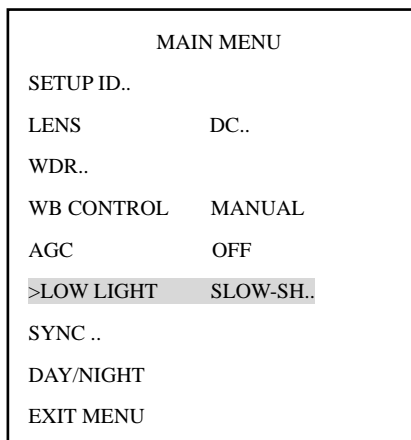 MAIN MENU
SETUP ID..
LENS DC..
WDR..
WB CONTROL MANUAL
AGC OFF
>LOW LIGHT SLOW-SH..
SYNC ..
DAY/NIGHT
EXIT MENU